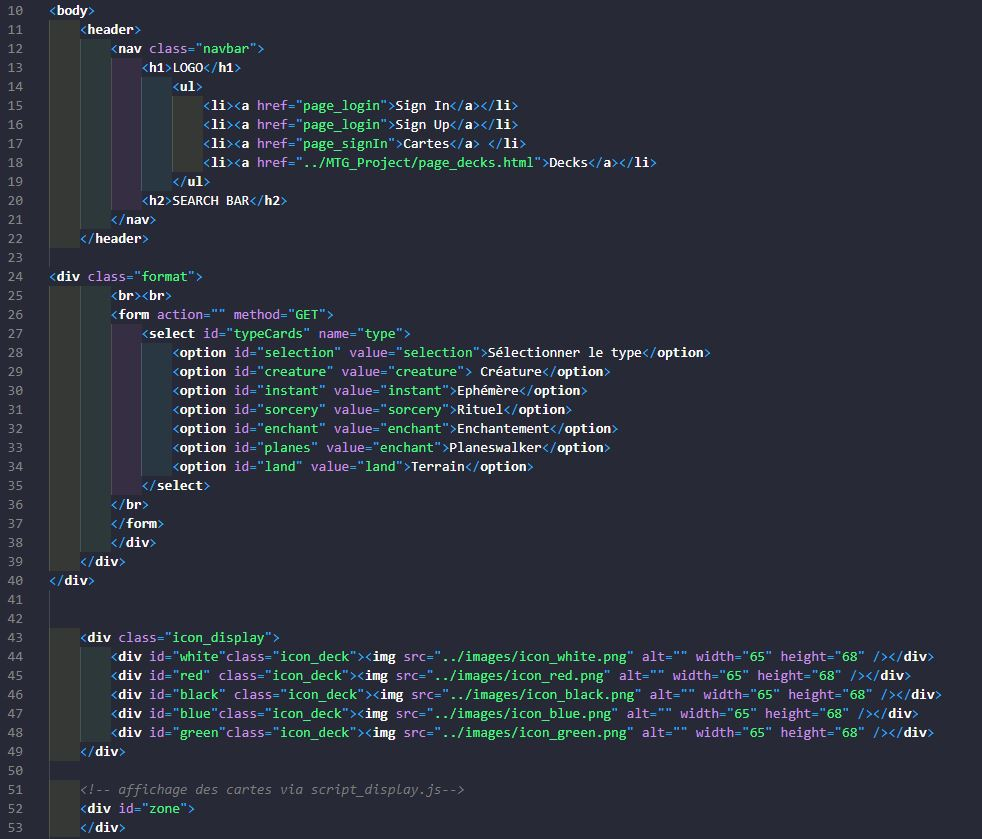 10 <body>
11     <header>
12         <nav class="navbar">
13             <h1>LOGO</h1>
14                 <ul>
15                     <li><a href="page_login">Sign In</a></li>
16                     <li><a href="page_login">Sign Up</a></li>
17                     <li><a href="page_signIn">Cartes</a> </li>
18                     <li><a href="../MTG_Project/page_decks.html">Decks</a></li>
19                 </ul>
20             <h2>SEARCH BAR</h2>
21         </nav>
22     </header>
23
24 <div class="format">
25         <br><br>
26         <form action="" method="GET">
27             <select id="typeCards" name="type">
28                 <option id="selection" value="selection">Sélectionner le type</option>
29                 <option id="creature" value="creature"> Créature</option>
30                 <option id="instant" value="instant">Ephémère</option>
31                 <option id="sorcery" value="sorcery">Rituel</option>
32                 <option id="enchant" value="enchant">Enchantement</option>
33                 <option id="planes" value="enchant">Planeswalker</option>
34                 <option id="land" value="land">Terrain</option>
35             </select>
36         </br>
37         </form>
38         </div>
39     </div>
40 </div>
41
42
43     <div class="icon_display">
44         <div id="white"class="icon_deck"><img src="../images/icon_white.png" alt="" width="65" height="68" /></div>
45         <div id="red" class="icon_deck"><img src="../images/icon_red.png" alt="" width="65" height="68" /></div>
46         <div id="black" class="icon_deck"><img src="../images/icon_black.png" alt="" width="65" height="68" /></div>
47         <div id="blue"class="icon_deck"><img src="../images/icon_blue.png" alt="" width="65" height="68" /></div>
48         <div id="green"class="icon_deck"><img src="../images/icon_green.png" alt="" width="65" height="68" /></div>
49     </div>
50
51     <!-- affichage des cartes via script_display.js-->
52     <div id="zone">
53     </div>